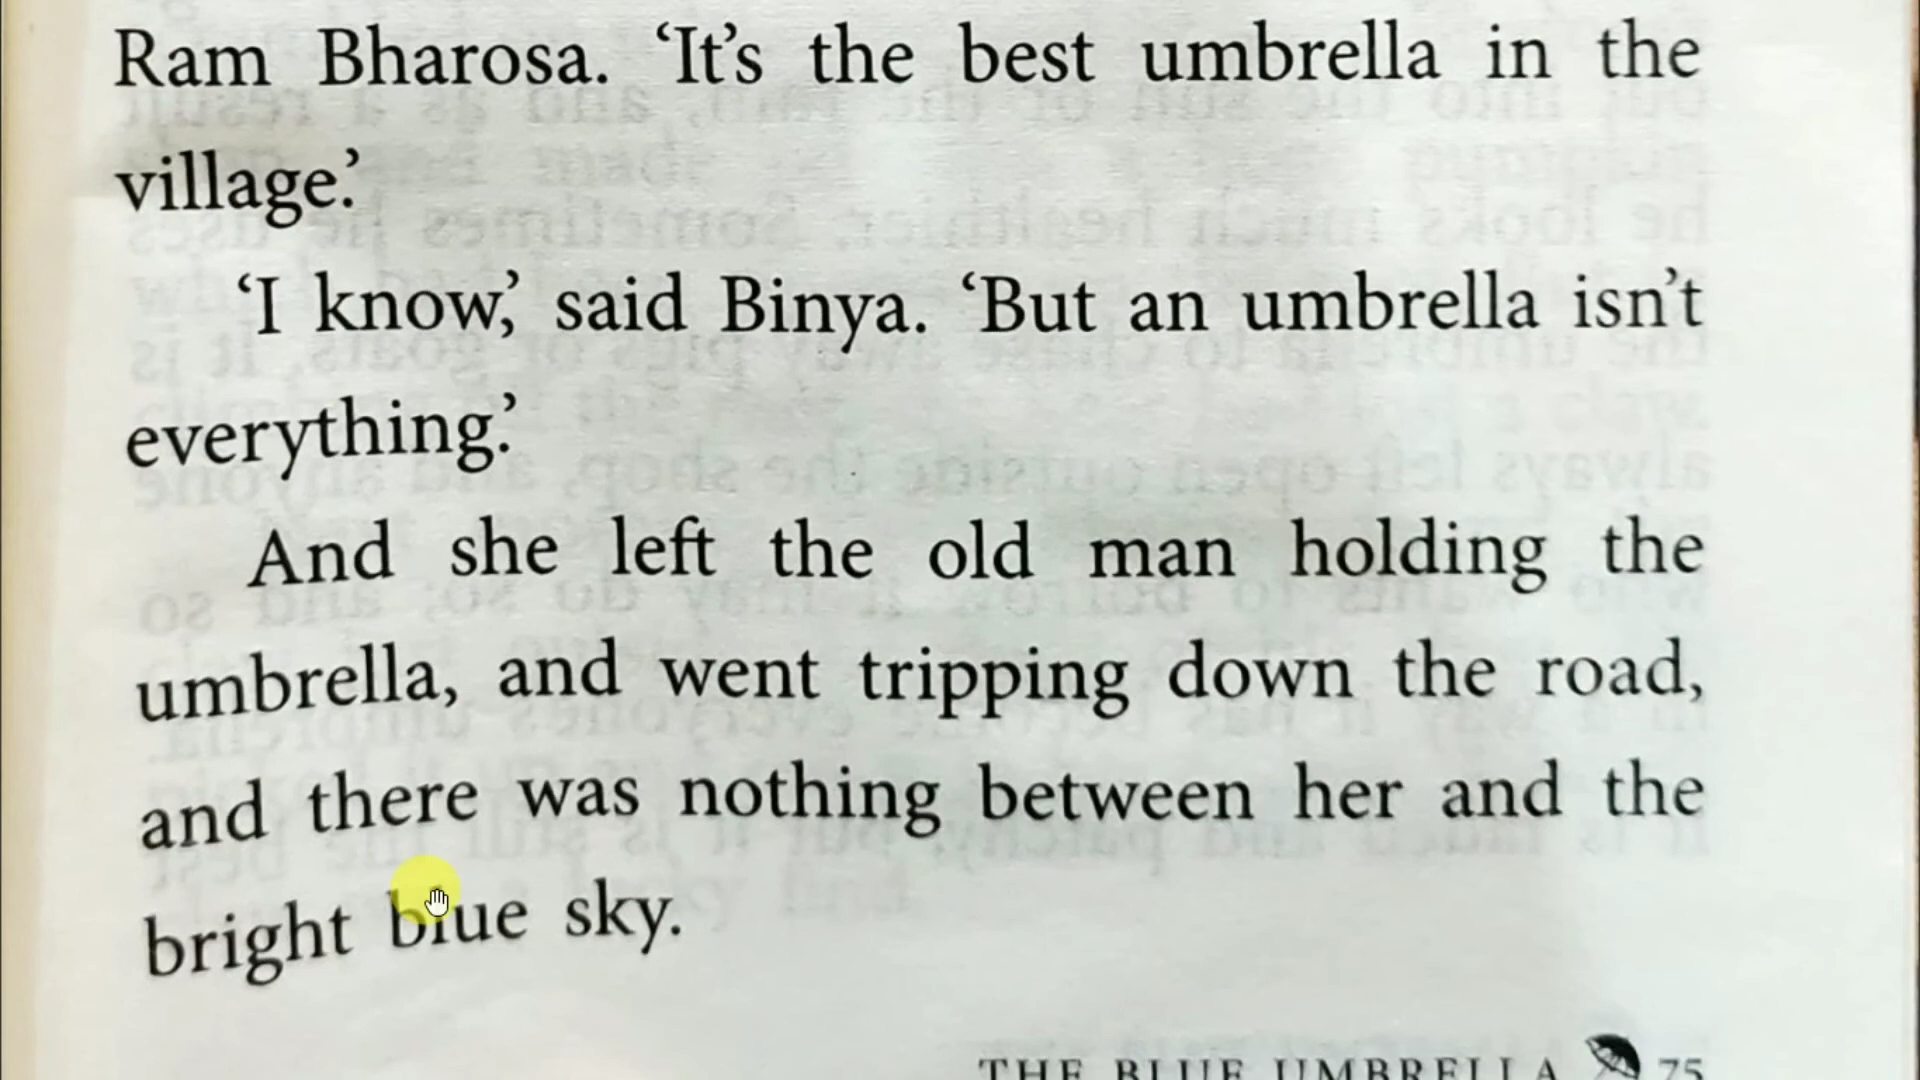 Ram Bharosa. ‘It’s the best umbrella in the
village.’
‘I know,’ said Binya. ‘But an umbrella isn’t
everything.’
And she left the old man holding the
umbrella, and went tripping down the road,
and there was nothing between her and the
bright blue sky.
THE BLUE UMBRELLA 75